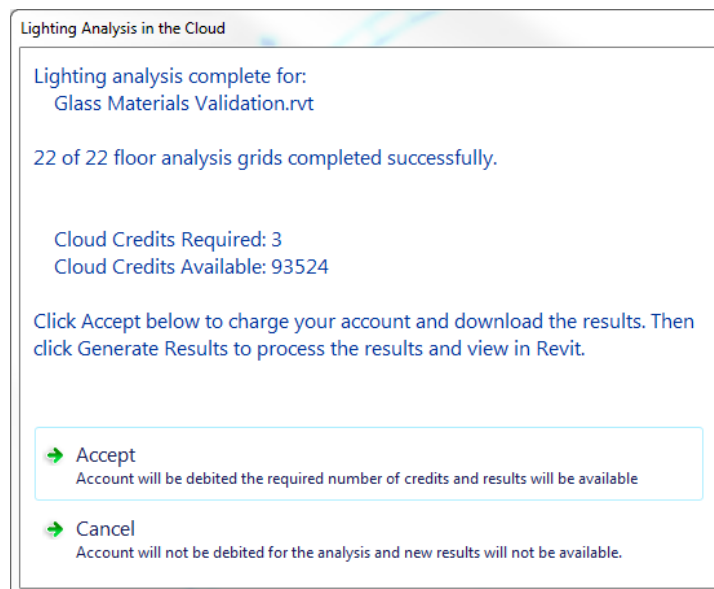 Lighting Analysis in the Cloud
Lighting analysis complete for:
Glass Materials Validation.rvt
22 of 22 floor analysis grids completed successfully.
Cloud Credits Required: 3
Cloud Credits Available: 93524
Click Accept below to charge your account and download the results. Then
click Generate Results to process the results and view in Revit.
Accept
Account will be debited the required number of credits and results will be available
Cancel
Account will not be debited for the analysis and new results will not be available.